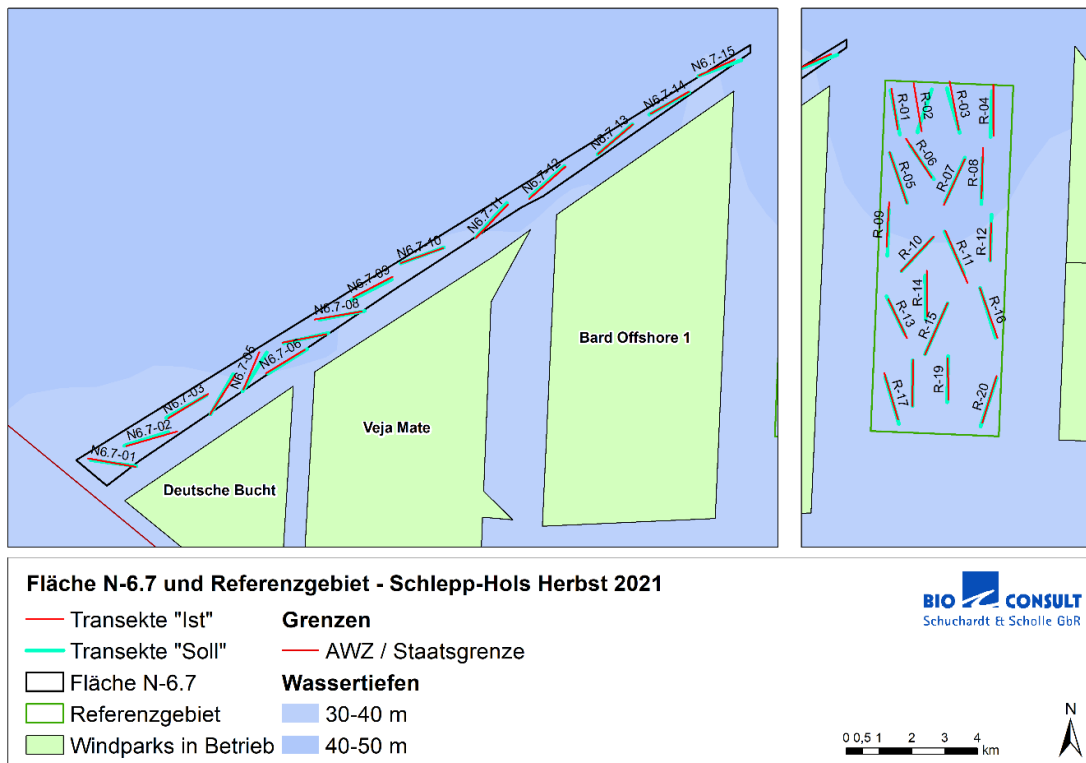 N6.7-15
N6.7-14
N6.7-13
N6.7-12
N6.7-11
N6.7-10
N6.7-09
N6.7-08
N6.7-06
N6.7-05
N6.7-03
N6.7-02
N6.7-01
Bard Offshore 1
Veja Mate
Deutsche Bucht
R-01
R-02
R-03
R-04
R-05
R-06
R-07
R-08
R-09
R-10
R-11
R-12
R-13
R-14
R-15
R-16
R-17
R-19
R-20
Fläche N-6.7 und Referenzgebiet - Schlepp-Hols Herbst 2021
Transekte "Ist"
Transekte "Soll"
Fläche N-6.7
Referenzgebiet
Windparks in Betrieb
Grenzen
AWZ / Staatsgrenze
Wassertiefen
30-40 m
40-50 m
BIO CONSULT
Schuchardt & Scholle GbR
N
0 0,5 1 2 3 4
km